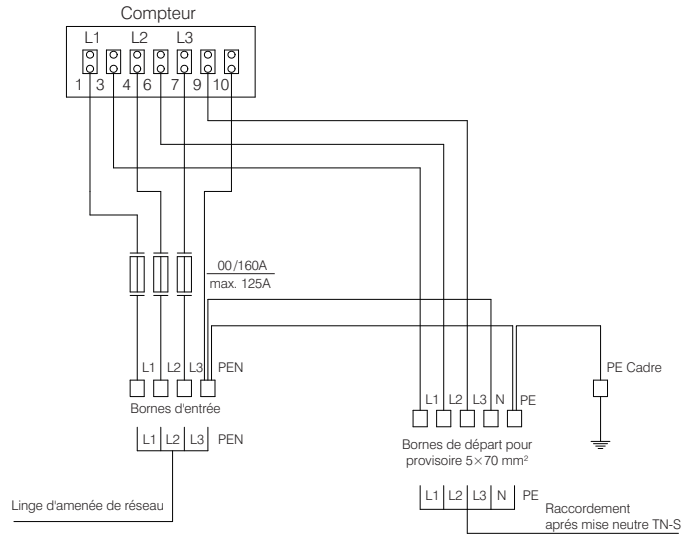 Compteur
L1 L2 L3
1 3 4 6 7 9 10
00/160A
max. 125A
L1 L2 L3 PEN
PE Cadre
Bornes d'entrée
L1 L2 L3 N PE
L1 L2 L3 PEN
Bornes de départ pour
provisoire 5×70 mm²
L1 L2 L3 N PE
Linge d'amenée de réseau
Raccordement
aprés mise neutre TN-S